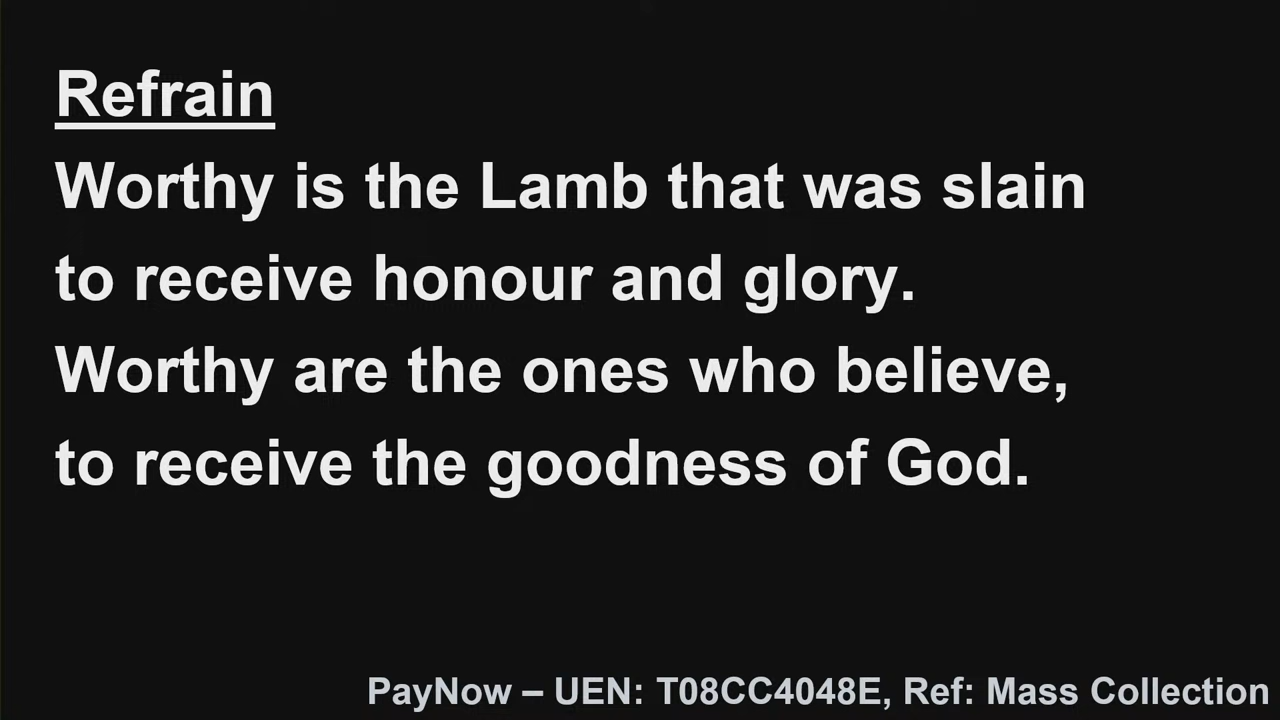 Refrain
Worthy is the Lamb that was slain
to receive honour and glory.
Worthy are the ones who believe,
to receive the goodness of God.
PayNow – UEN: T08CC4048E, Ref: Mass Collection